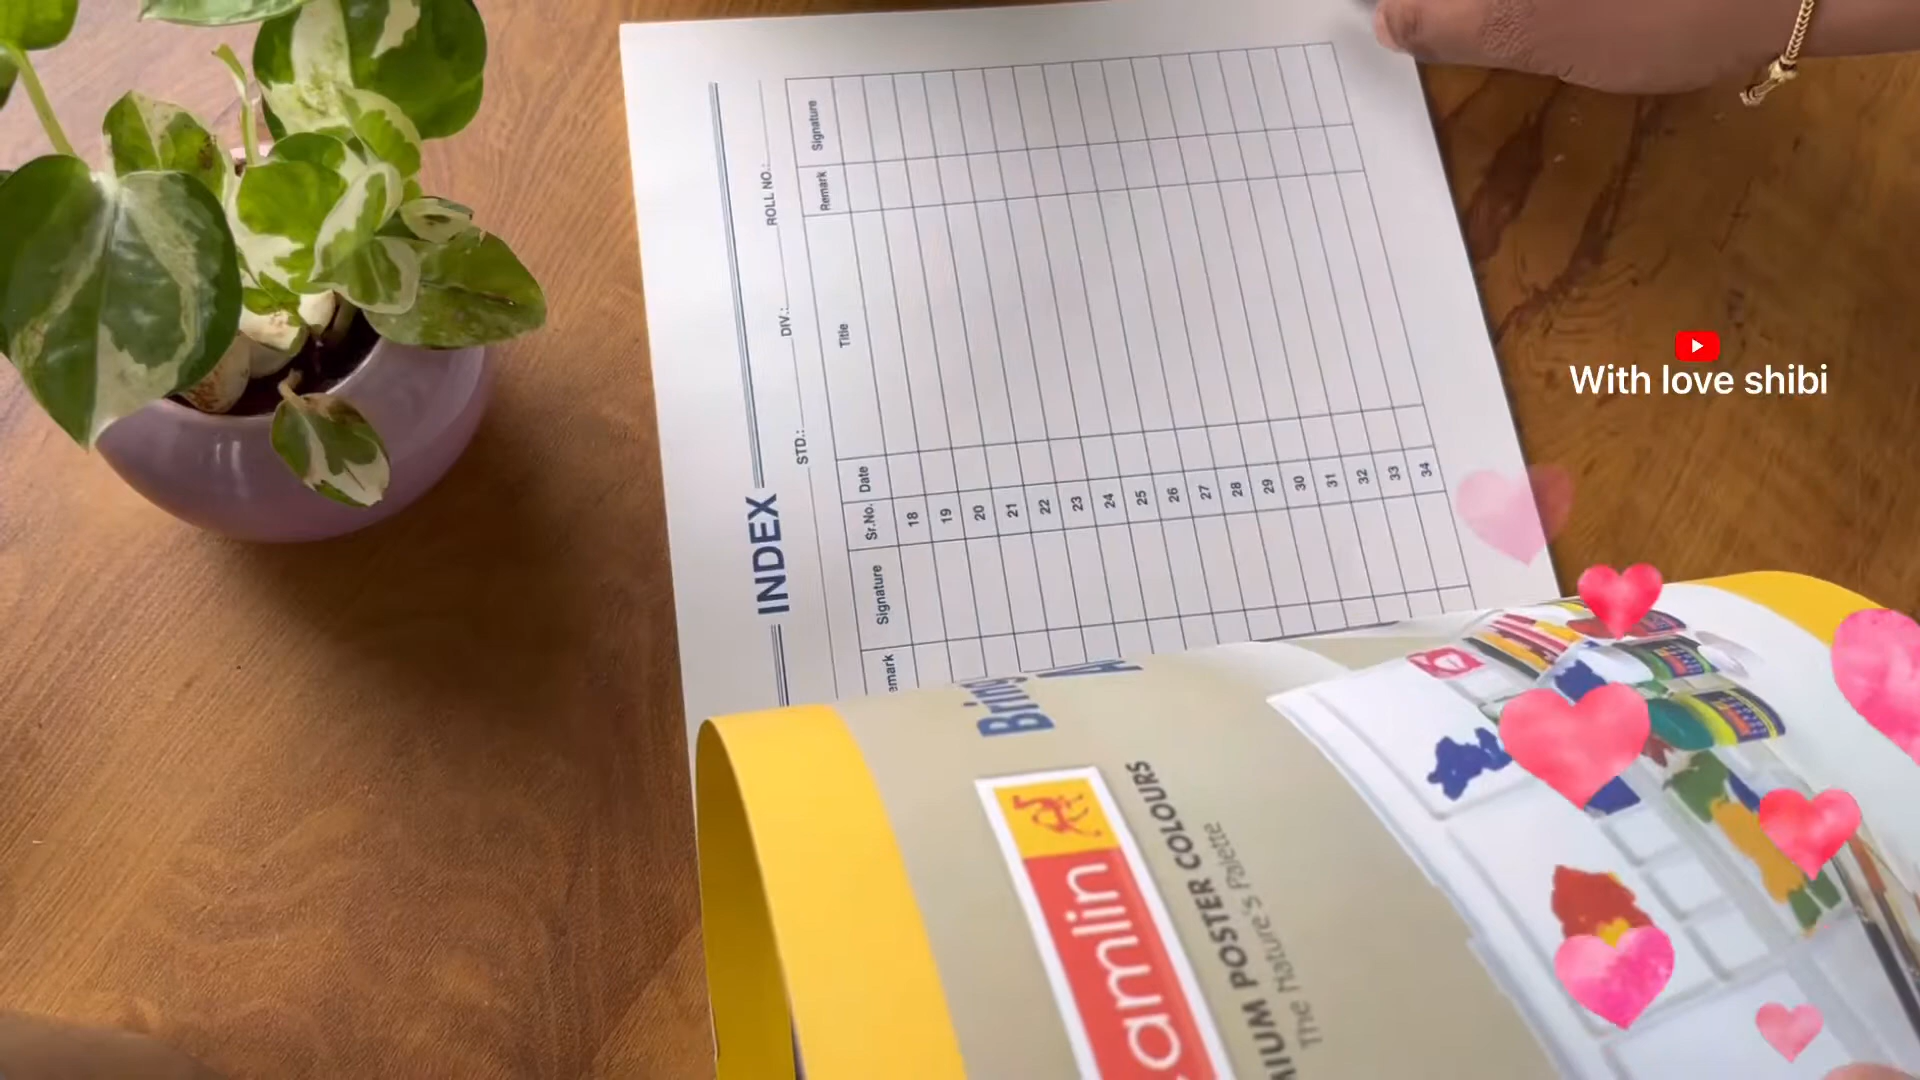 INDEX
STD.: DIV.: ROLL NO.:
emark Signature Sr.No. Date Title Remark Signature
18
19
20
21
22
23
24
25
26
27
28
29
30
31
32
33
34
With love shibi
Bring
amlin
MIUM POSTER COLOURS
The Nature's Palette